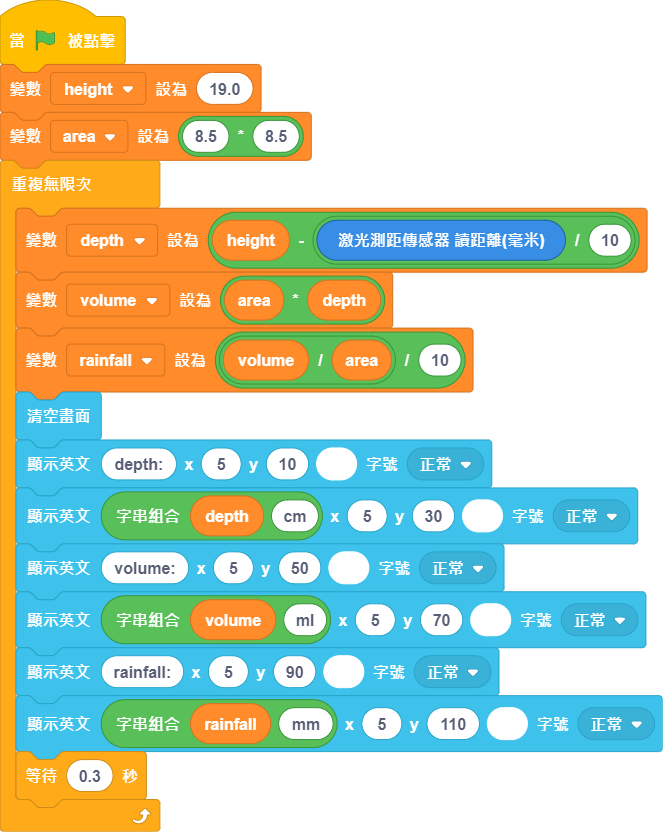 當 被點擊
變數 height 設為 19.0
變數 area 設為 8.5 * 8.5
重複無限次
變數 depth 設為 height - 激光測距傳感器 請距離(毫米) / 10
變數 volume 設為 area * depth
變數 rainfall 設為 volume / area / 10
清空畫面
顯示英文 depth: x 5 y 10 字號 正常
顯示英文 字串組合 depth cm x 5 y 30 字號 正常
顯示英文 volume: x 5 y 50 字號 正常
顯示英文 字串組合 volume ml x 5 y 70 字號 正常
顯示英文 rainfall: x 5 y 90 字號 正常
顯示英文 字串組合 rainfall mm x 5 y 110 字號 正常
等待 0.3 秒